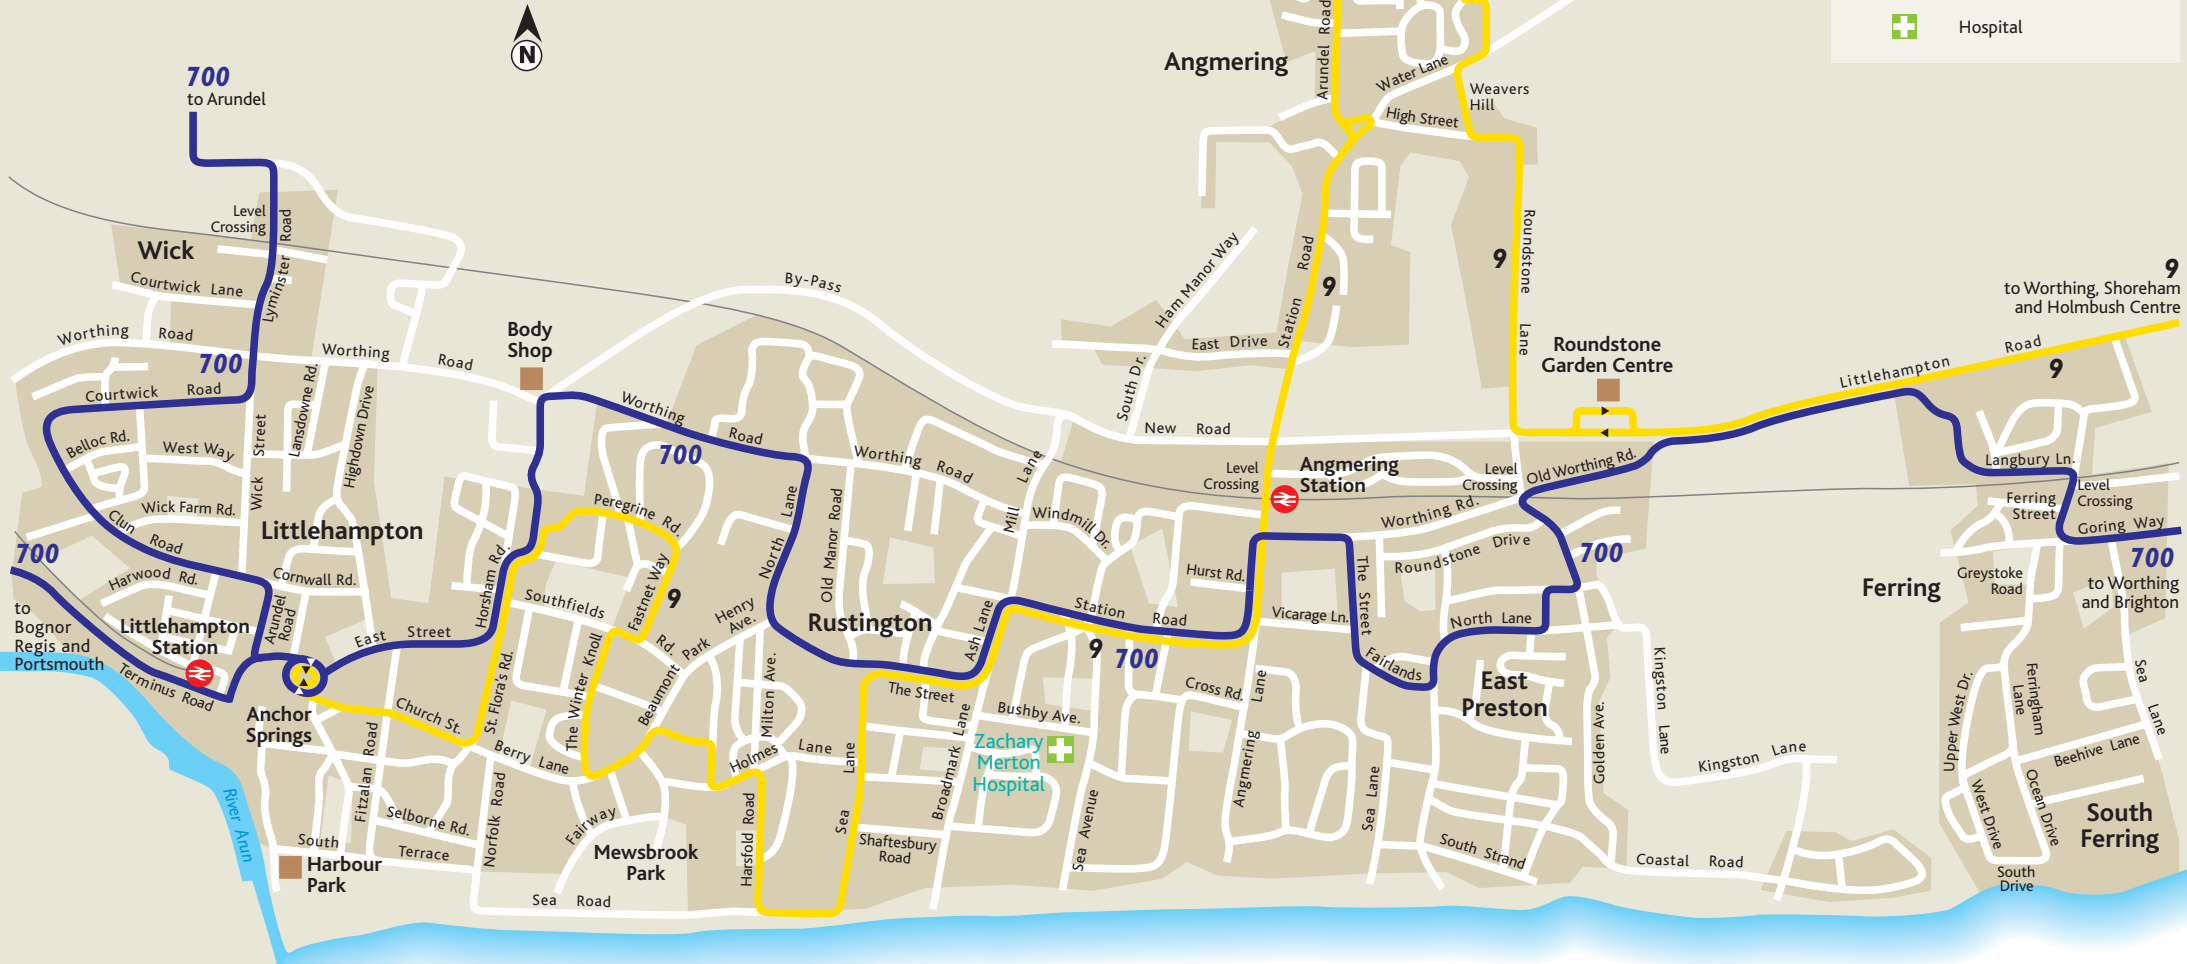 Hospital
N
700
to Arundel
Angmering
Arundel Road
Water Lane
Weavers
Hill
High Street
Level
Crossing
Lyminster Road
Wick
Courtwick Lane
By-Pass
Ham Manor Way
Station Road
9
9
Roundstone Lane
9
to Worthing, Shoreham
and Holmbush Centre
Worthing Road
Worthing Road
Body
Shop
700
East Drive
South Dr.
Roundstone
Garden Centre
Littlehampton Road
9
Courtwick Road
Lansdowne Rd.
Highdown Drive
Worthing Road
700
New Road
Belloc Rd.
West Way
Wick Street
Worthing Road
Mill Lane
Level
Crossing
Angmering
Station
Level
Crossing
Old Worthing Rd.
Langbury Ln.
Level
Crossing
Wick Farm Rd.
Littlehampton
Peregrine Rd.
North Lane
Old Manor Road
Windmill Dr.
Worthing Rd.
Ferring
Street
Goring Way
Clun Road
700
Horsham Rd.
Roundstone Drive
700
700
to Worthing
and Brighton
Harwood Rd.
Cornwall Rd.
Fastnet Way
9
Hurst Rd.
The Street
Ferring
Greystoke
Road
to
Bognor
Regis and
Portsmouth
Littlehampton
Station
Arundel
Road
East Street
Southfields Rd.
Henry
Ave.
Rustington
Ash Lane
Station Road
Vicarage Ln.
North Lane
Terminus Road
The Winter Knoll
Beaumont Park
9
700
Fairlands
East
Preston
Kingston Lane
Anchor
Springs
Church St.
St. Flora's Rd.
Milton Ave.
The Street
Cross Rd.
Angmering Lane
Golden Ave.
Upper West Dr.
Ferringham
Lane
Sea Lane
Bushby Ave.
Berry Lane
Holmes Lane
Sea Lane
Broadmark Lane
Zachary
Merton
Hospital
Kingston Lane
Beehive Lane
River Arun
Fitzalan Road
Selborne Rd.
Norfolk Road
Fairway
Harsfold Road
Sea Avenue
Sea Lane
West Drive
Ocean Drive
South
Ferring
South Terrace
Harbour
Park
Mewsbrook
Park
Shaftesbury
Road
South Strand
Coastal Road
South
Drive
Sea Road